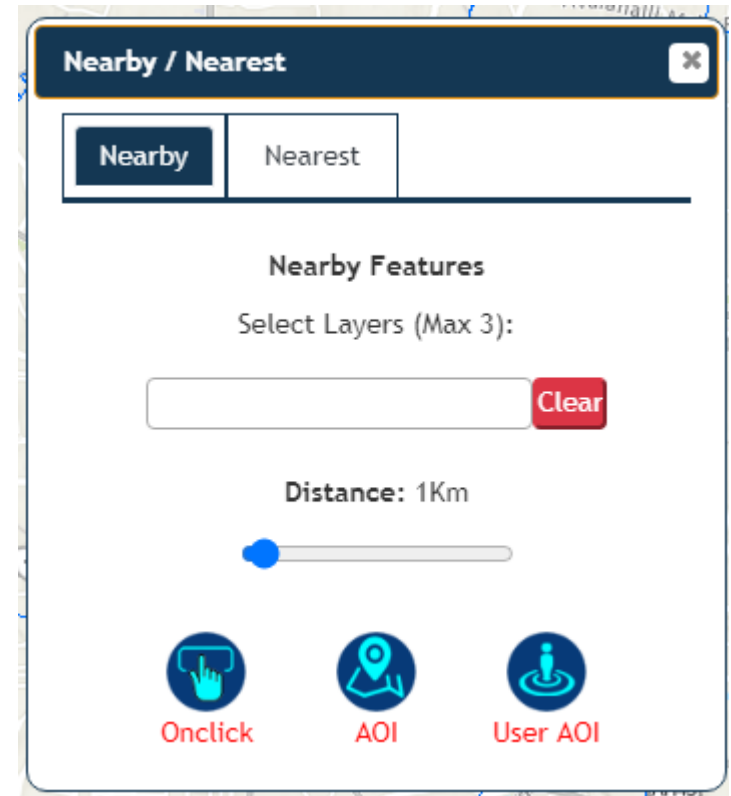 Nearby / Nearest
Nearby
Nearest
Nearby Features
Select Layers (Max 3):
Clear
Distance: 1Km
Onclick
AOI
User AOI